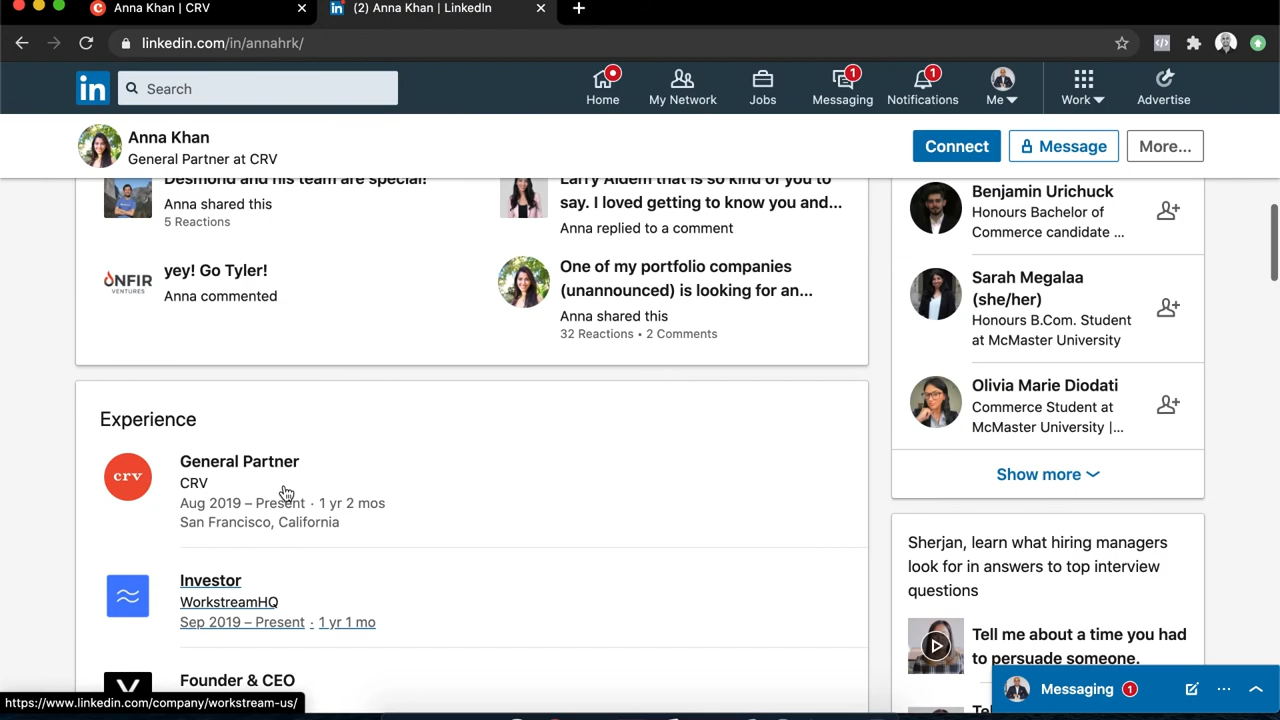 Anna Khan | CRV
(2) Anna Khan | LinkedIn
linkedin.com/in/annahrk/
in
Search
Home
My Network
Jobs
1
Messaging
1
Notifications
Me
Work
Advertise
Anna Khan
General Partner at CRV
Connect
Message
More...
Desmond and his team are special!
Anna shared this
5 Reactions
Larry Aldem that is so kind of you to
say. I loved getting to know you and...
Anna replied to a comment
yey! Go Tyler!
Anna commented
One of my portfolio companies
(unannounced) is looking for an...
Anna shared this
32 Reactions • 2 Comments
Benjamin Urichuck
Honours Bachelor of
Commerce candidate ...
Sarah Megalaa
(she/her)
Honours B.Com. Student
at McMaster University
Olivia Marie Diodati
Commerce Student at
McMaster University |...
Show more
Experience
crv
General Partner
CRV
Aug 2019 – Present · 1 yr 2 mos
San Francisco, California
Investor
WorkstreamHQ
Sep 2019 – Present · 1 yr 1 mo
Founder & CEO
Sherjan, learn what hiring managers
look for in answers to top interview
questions
Tell me about a time you had
to persuade someone.
Messaging 1
https://www.linkedin.com/company/workstream-us/